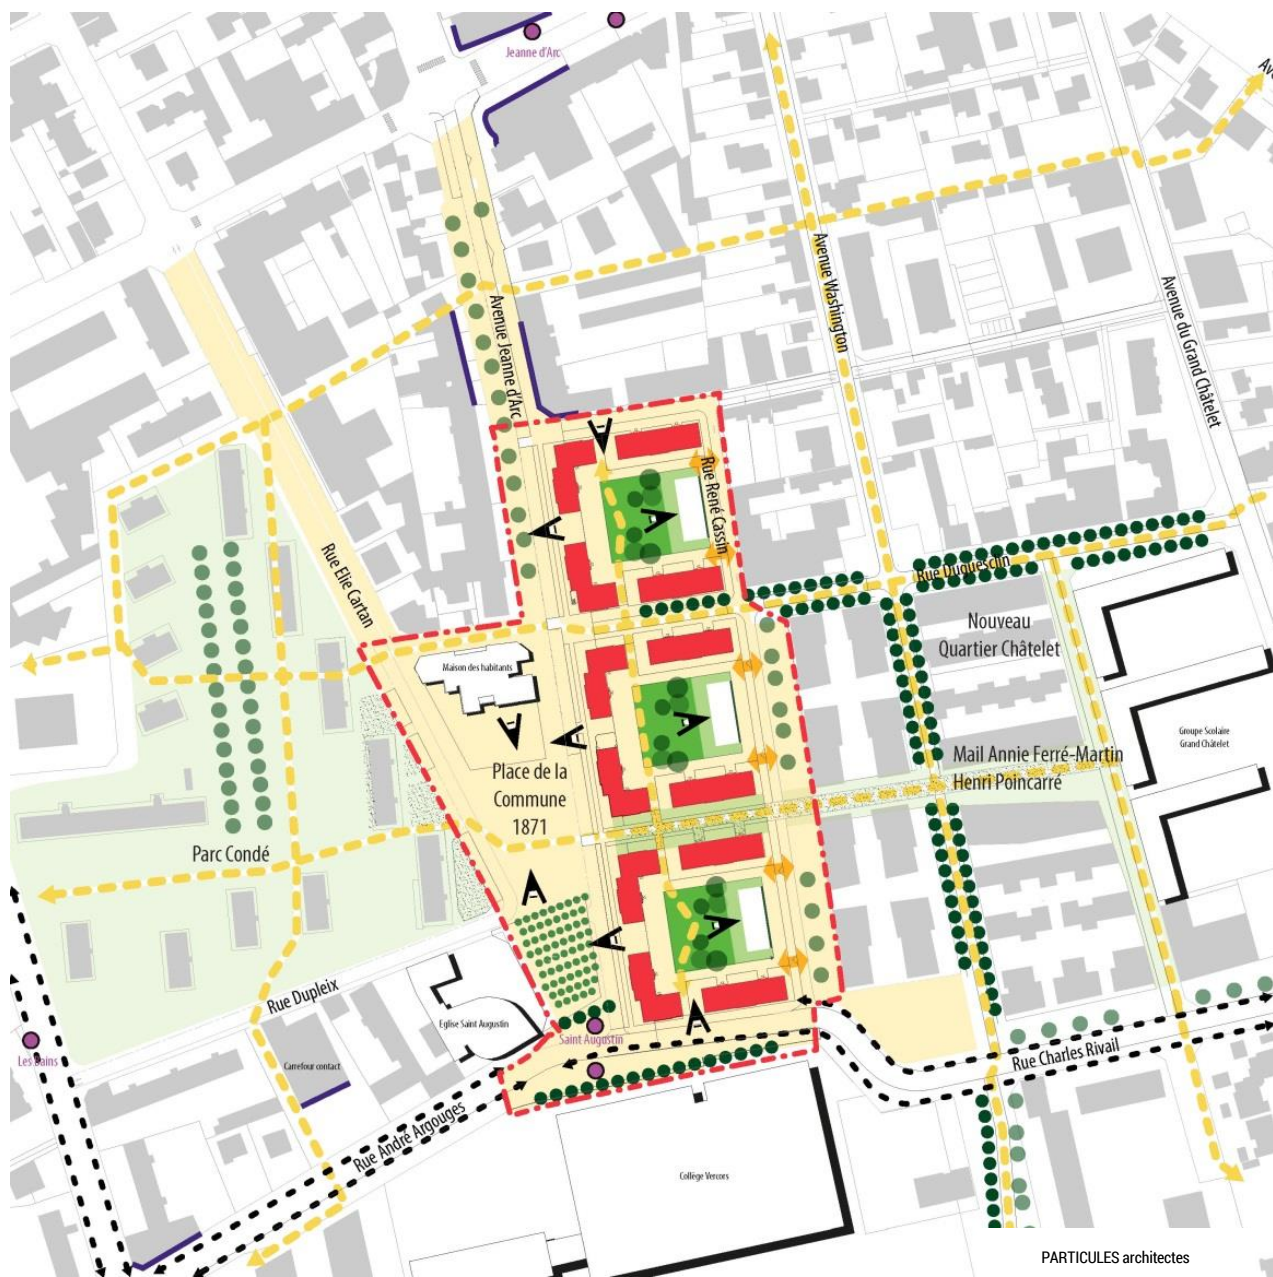 Jeanne d'Arc
Avenue Jeanne d'Arc
Avenue Washington
Avenue du Grand Châtelet
Rue René Cassin
Rue Elie Cartan
Rue Duguesclin
Nouveau
Quartier Châtelet
Maison des habitants
Groupe Scolaire
Grand Châtelet
Mail Annie Ferré-Martin
Henri Poincarré
Place de la
Commune
1871
Parc Condé
Rue Dupleix
Eglise Saint Augustin
Saint Augustin
Les Bains
Carrefour contact
Rue Charles Rivail
Rue André Argouges
Collège Vercors
PARTICULES architectes